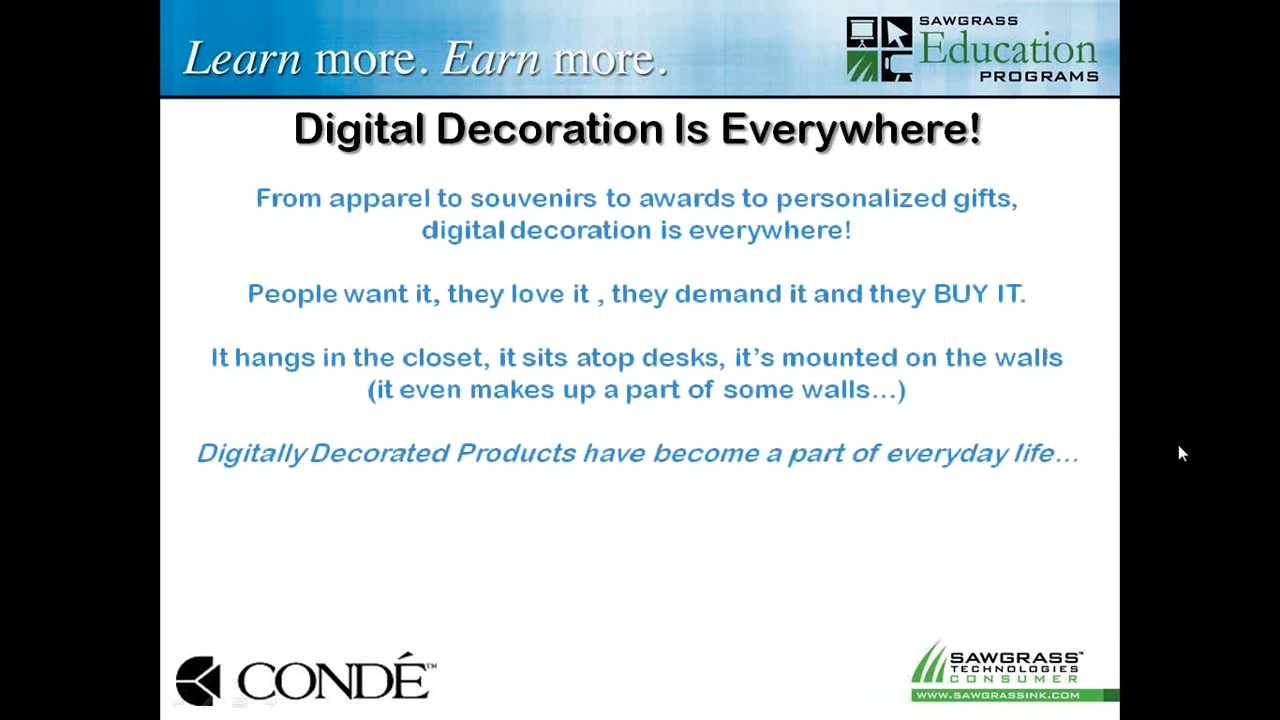 Learn more. Earn more.
SAWGRASS
Education
PROGRAMS
Digital Decoration Is Everywhere!
From apparel to souvenirs to awards to personalized gifts,
digital decoration is everywhere!
People want it, they love it , they demand it and they BUY IT.
It hangs in the closet, it sits atop desks, it’s mounted on the walls
(it even makes up a part of some walls…)
Digitally Decorated Products have become a part of everyday life…
CONDÉ™
SAWGRASS™
TECHNOLOGIES
CONSUMER
WWW.SAWGRASSINK.COM